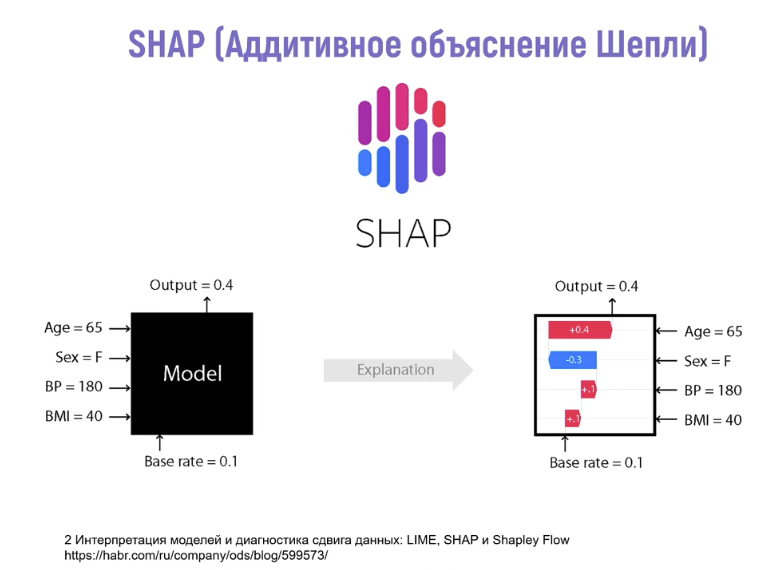 SHAP (Аддитивное объяснение Шепли)
SHAP
Output = 0.4
Age = 65
Sex = F
BP = 180
BMI = 40
Model
Base rate = 0.1
Explanation
Output = 0.4
+0.4
-0.3
+.1
+.1
Age = 65
Sex = F
BP = 180
BMI = 40
Base rate = 0.1
2 Интерпретация моделей и диагностика сдвига данных: LIME, SHAP и Shapley Flow
https://habr.com/ru/company/ods/blog/599573/